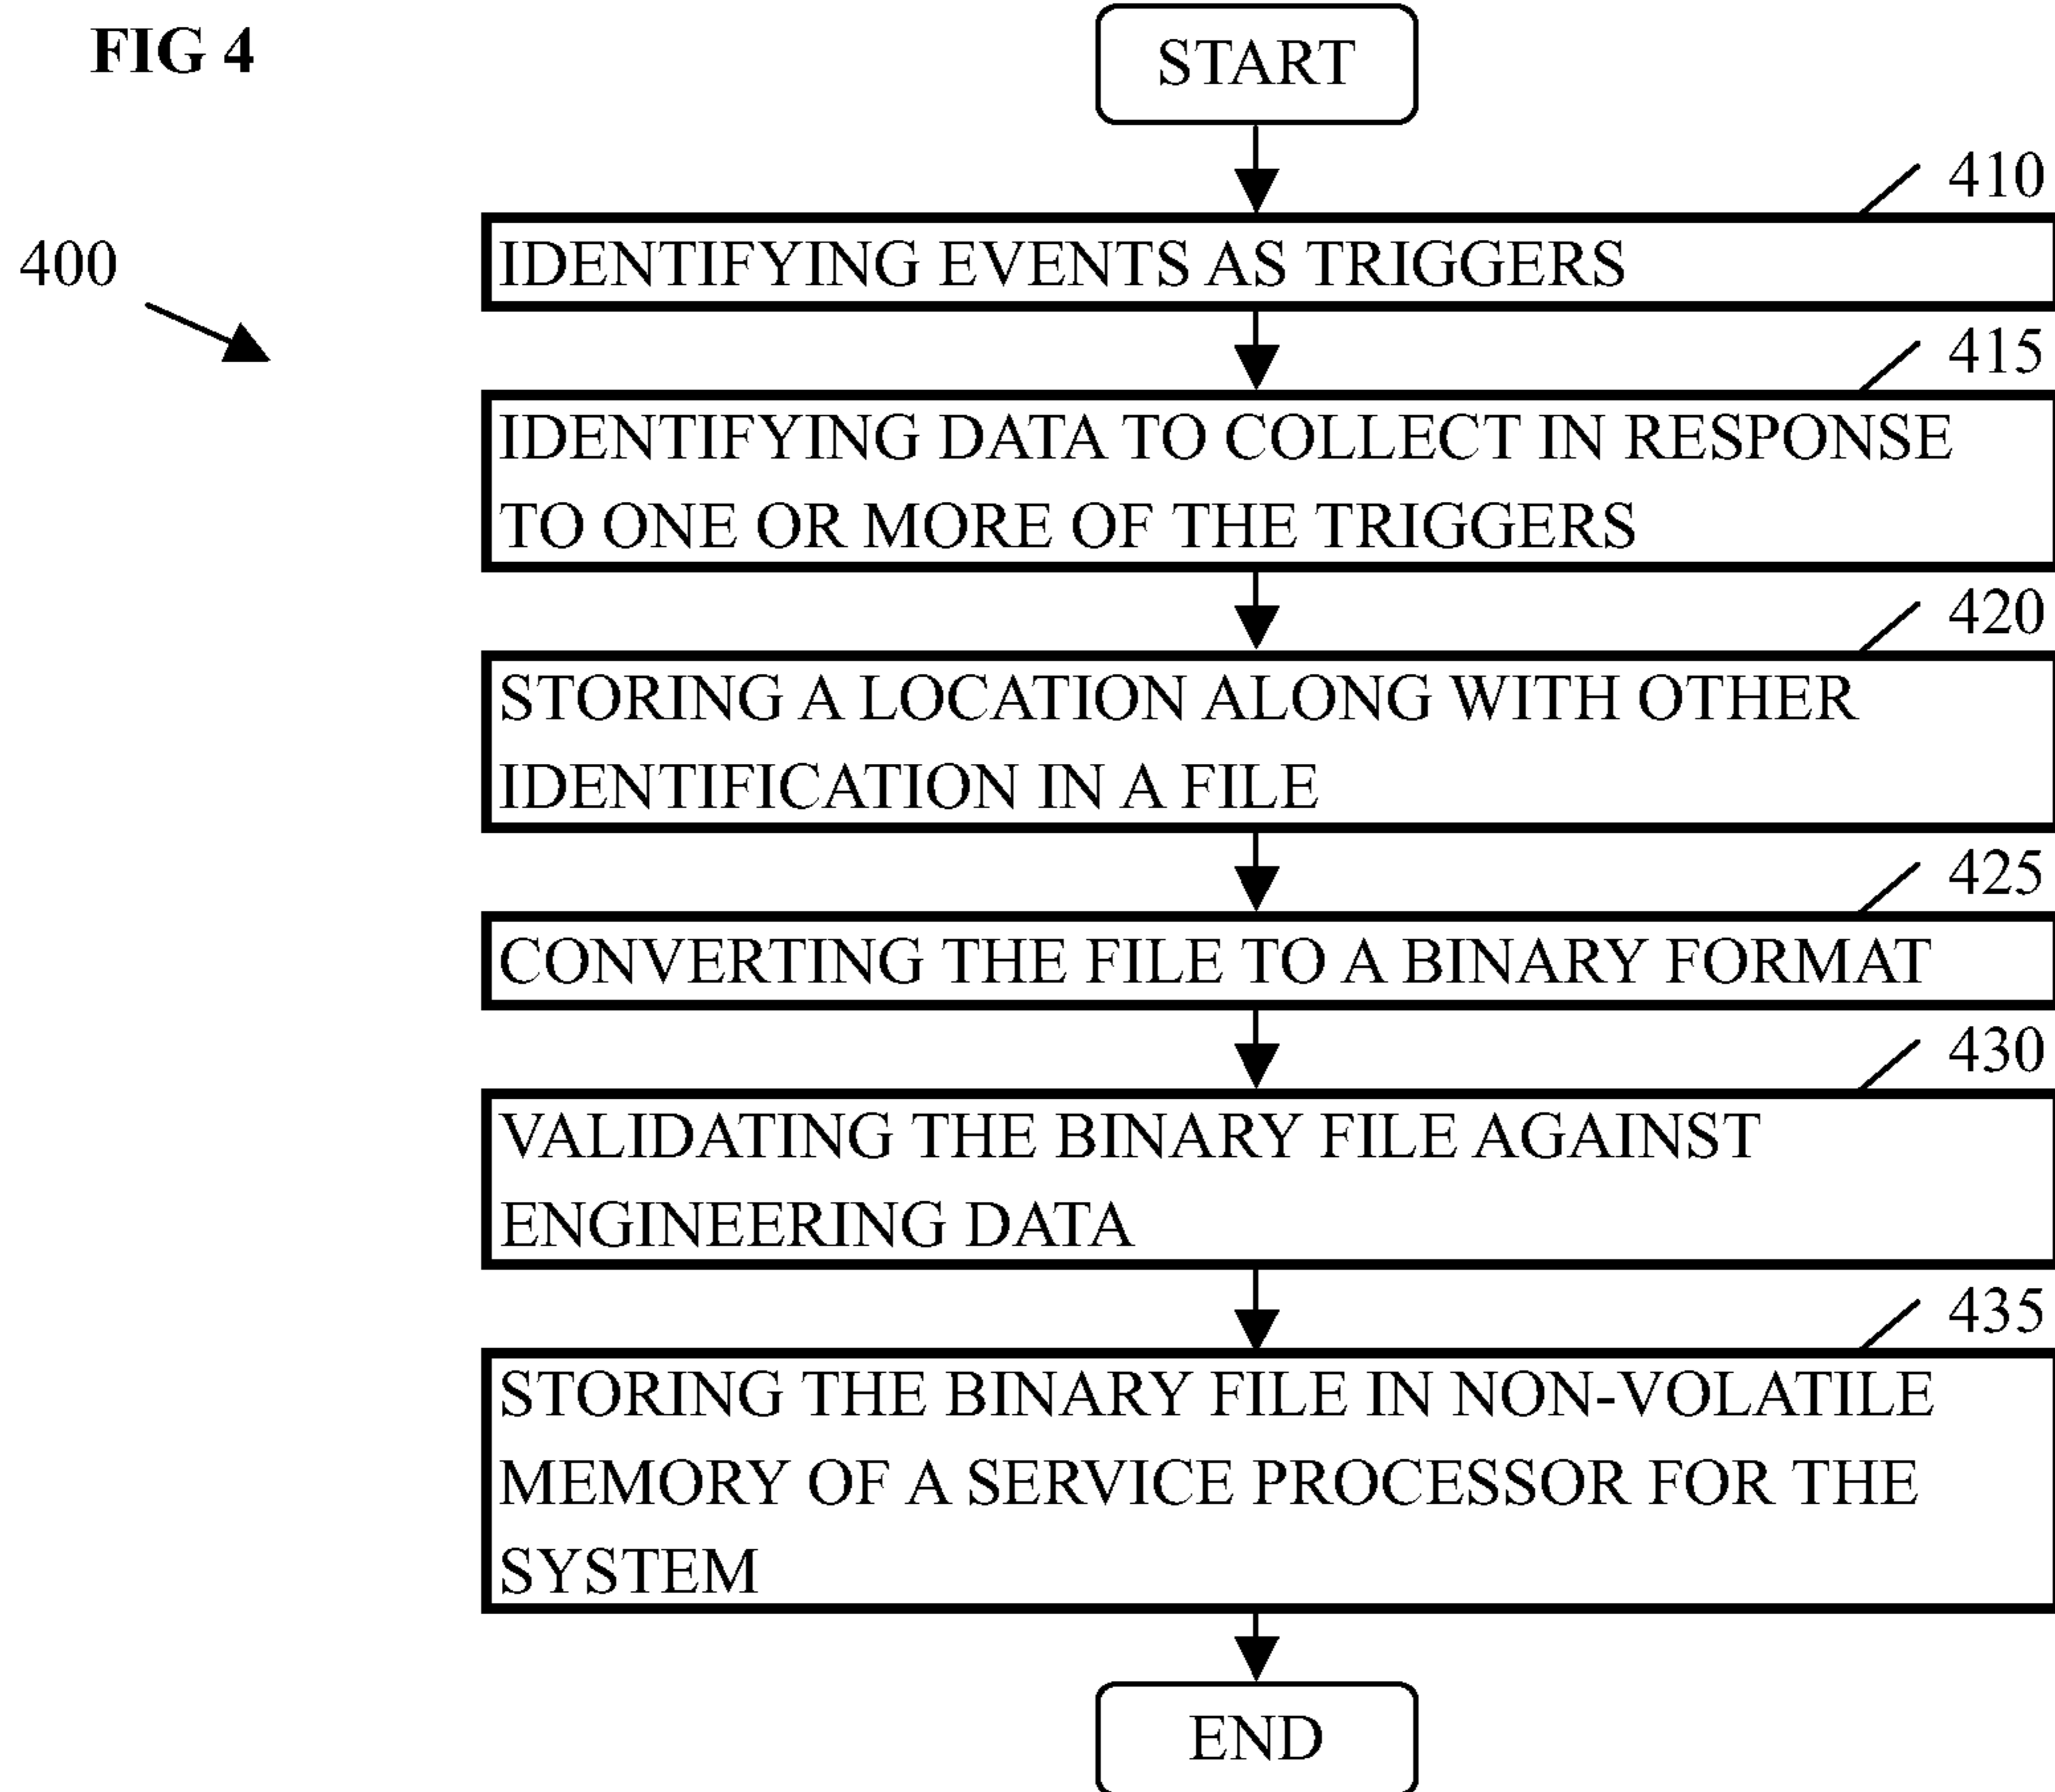 FIG 4
START
410
400
IDENTIFYING EVENTS AS TRIGGERS
415
IDENTIFYING DATA TO COLLECT IN RESPONSE
TO ONE OR MORE OF THE TRIGGERS
420
STORING A LOCATION ALONG WITH OTHER
IDENTIFICATION IN A FILE
425
CONVERTING THE FILE TO A BINARY FORMAT
430
VALIDATING THE BINARY FILE AGAINST
ENGINEERING DATA
435
STORING THE BINARY FILE IN NON-VOLATILE
MEMORY OF A SERVICE PROCESSOR FOR THE
SYSTEM
END